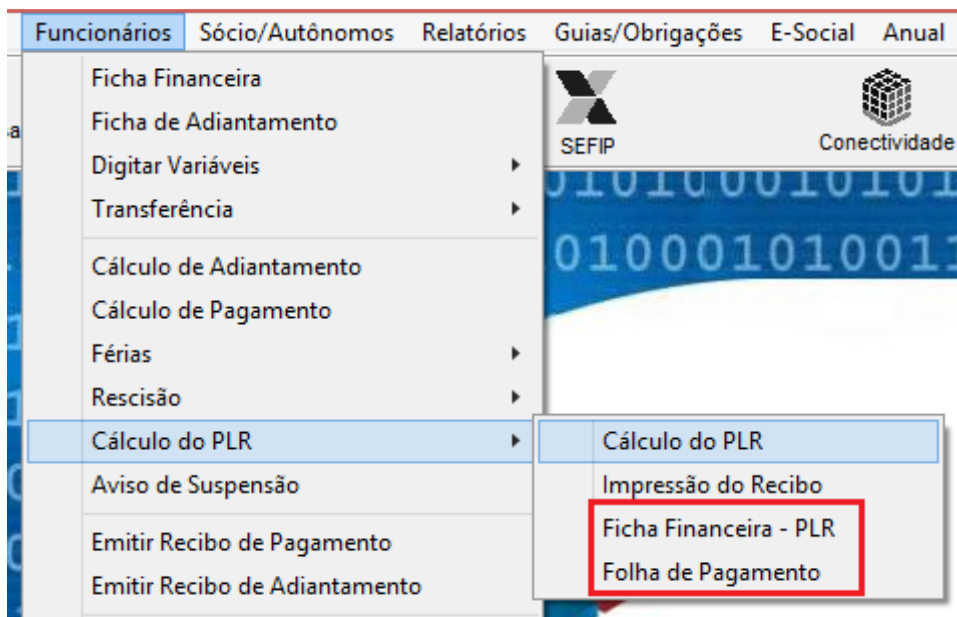 Funcionários Sócio/Autônomos Relatórios Guias/Obrigações E-Social Anual
Ficha Financeira
Ficha de Adiantamento
Digitar Variáveis
Transferência
Cálculo de Adiantamento
Cálculo de Pagamento
Férias
Rescisão
Cálculo do PLR
Aviso de Suspensão
Emitir Recibo de Pagamento
Emitir Recibo de Adiantamento
SEFIP
Conectividade
Cálculo do PLR
Impressão do Recibo
Ficha Financeira - PLR
Folha de Pagamento